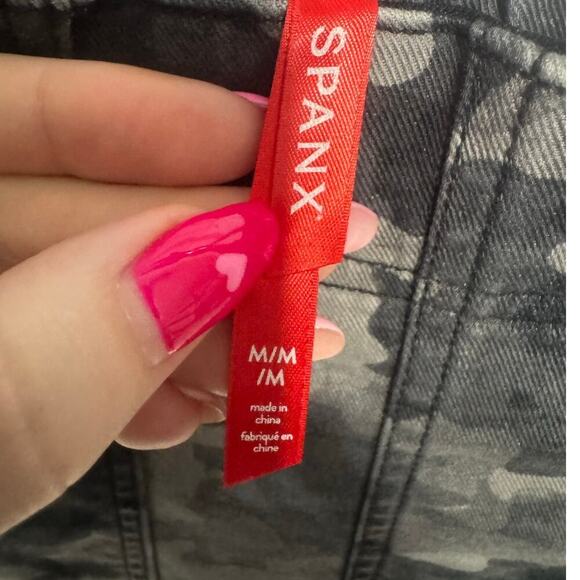 SPANX
M/M
/M
made in
china
fabriqué en
chine